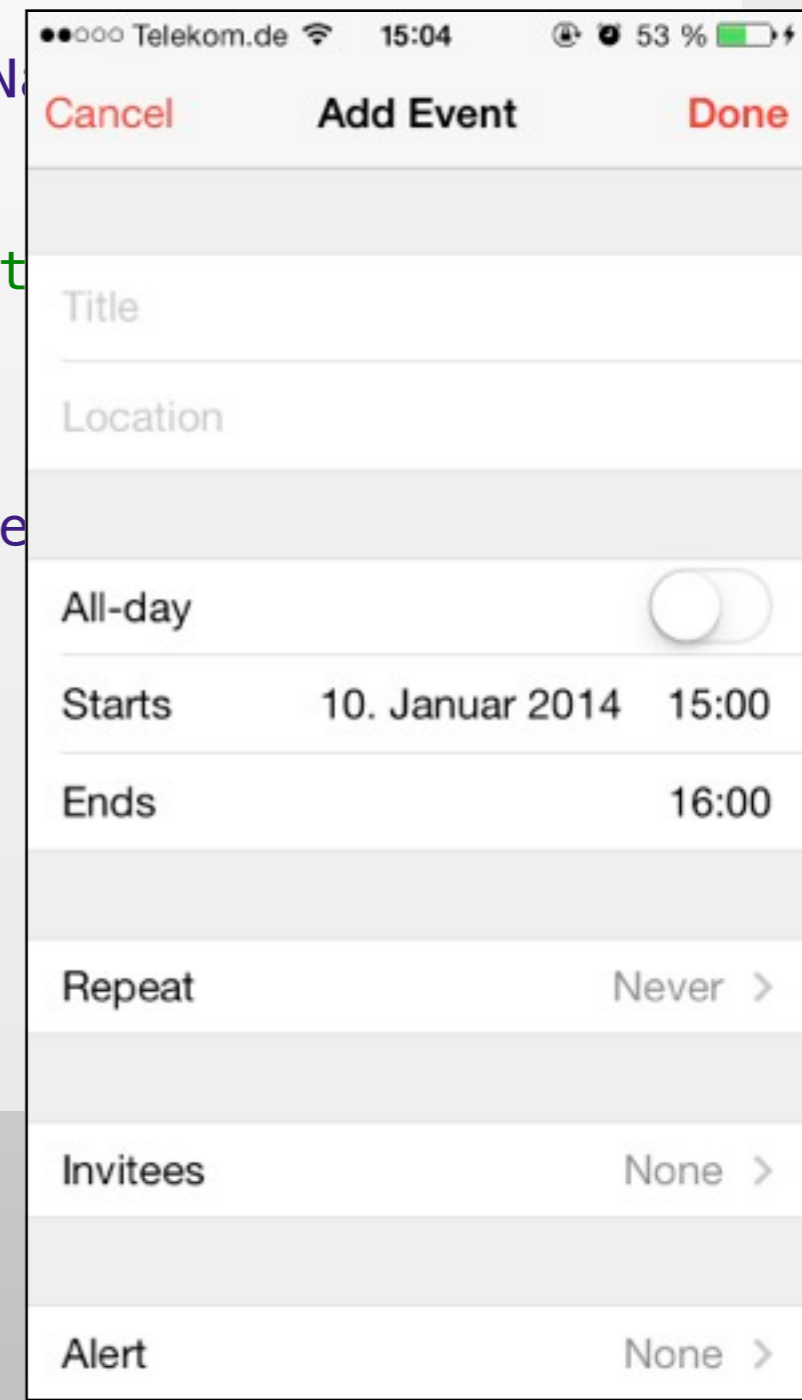 Telekom.de 15:04 53 %
Cancel Add Event Done
Title
Location
All-day
Starts 10. Januar 2014 15:00
Ends 16:00
Repeat Never >
Invitees None >
Alert None >